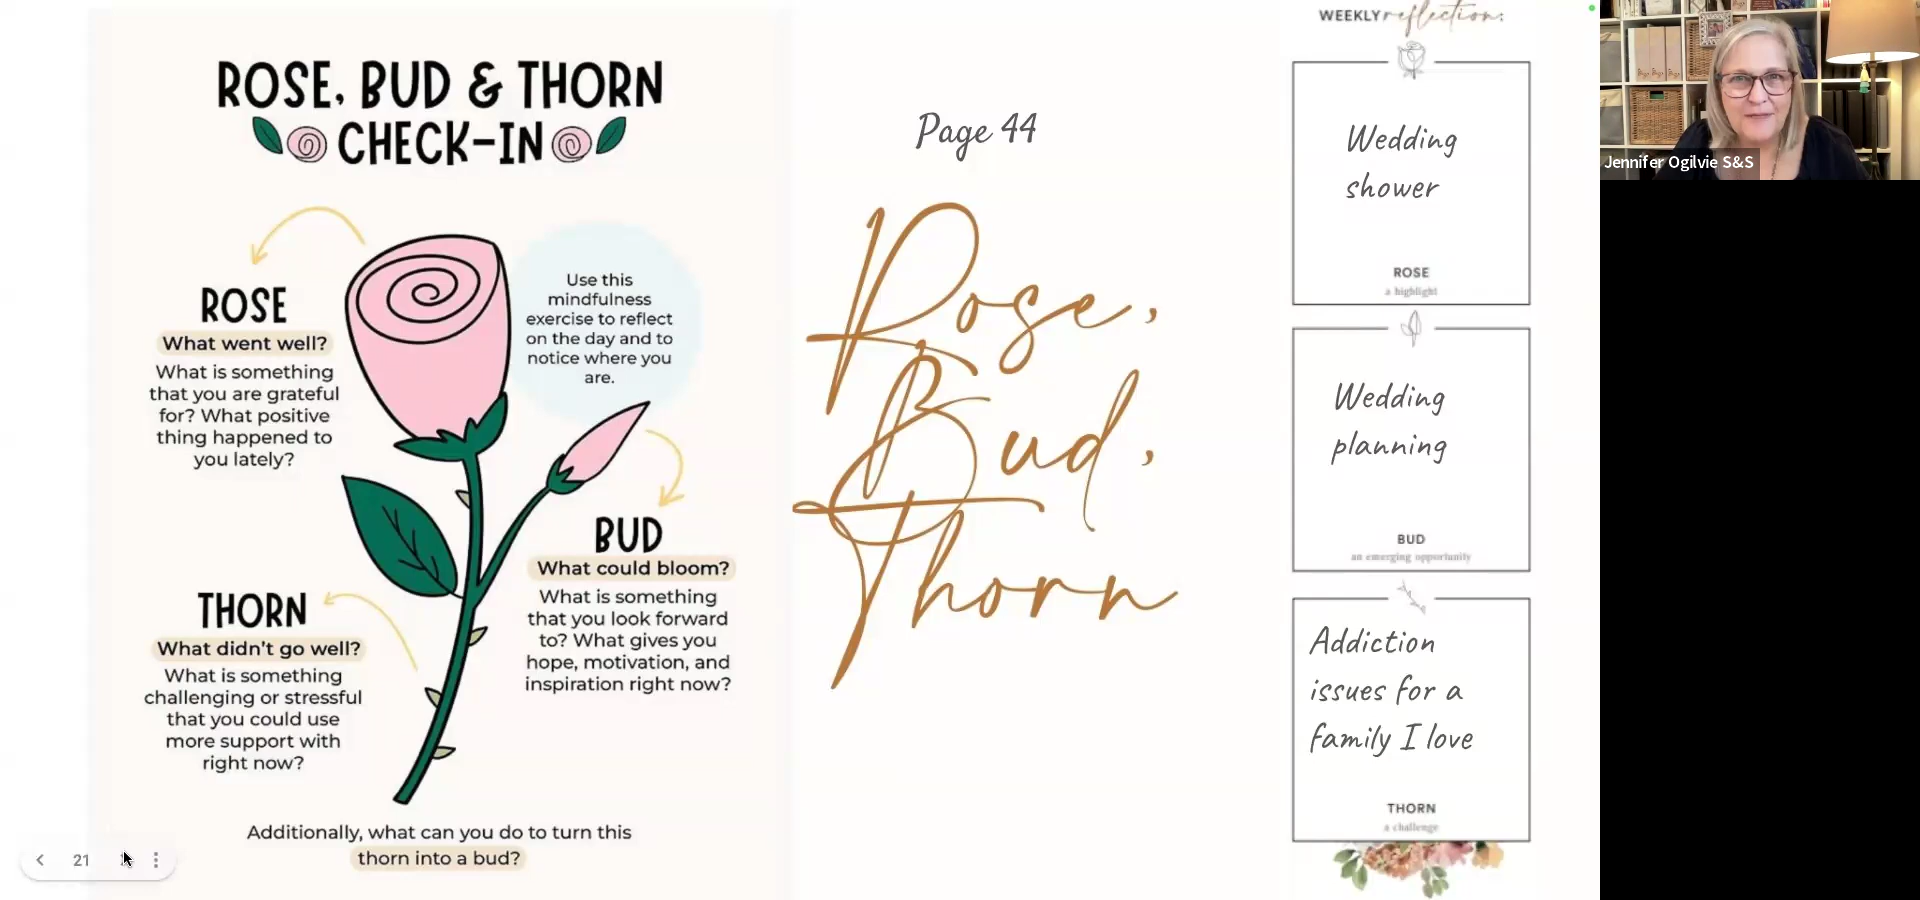 ROSE, BUD & THORN
CHECK-IN
ROSE
What went well?
What is something
that you are grateful
for? What positive
thing happened to
you lately?
Use this
mindfulness
exercise to reflect
on the day and to
notice where you
are.
BUD
What could bloom?
What is something
that you look forward
to? What gives you
hope, motivation, and
inspiration right now?
THORN
What didn't go well?
What is something
challenging or stressful
that you could use
more support with
right now?
Additionally, what can you do to turn this
thorn into a bud?
21
Page 44
Rose,
Bud,
Thorn
WEEKLY reflection:
Wedding
shower
ROSE
a highlight
Wedding
planning
BUD
an emerging opportunity
Addiction
issues for a
family I love
THORN
a challenge
Jennifer Ogilvie S&S